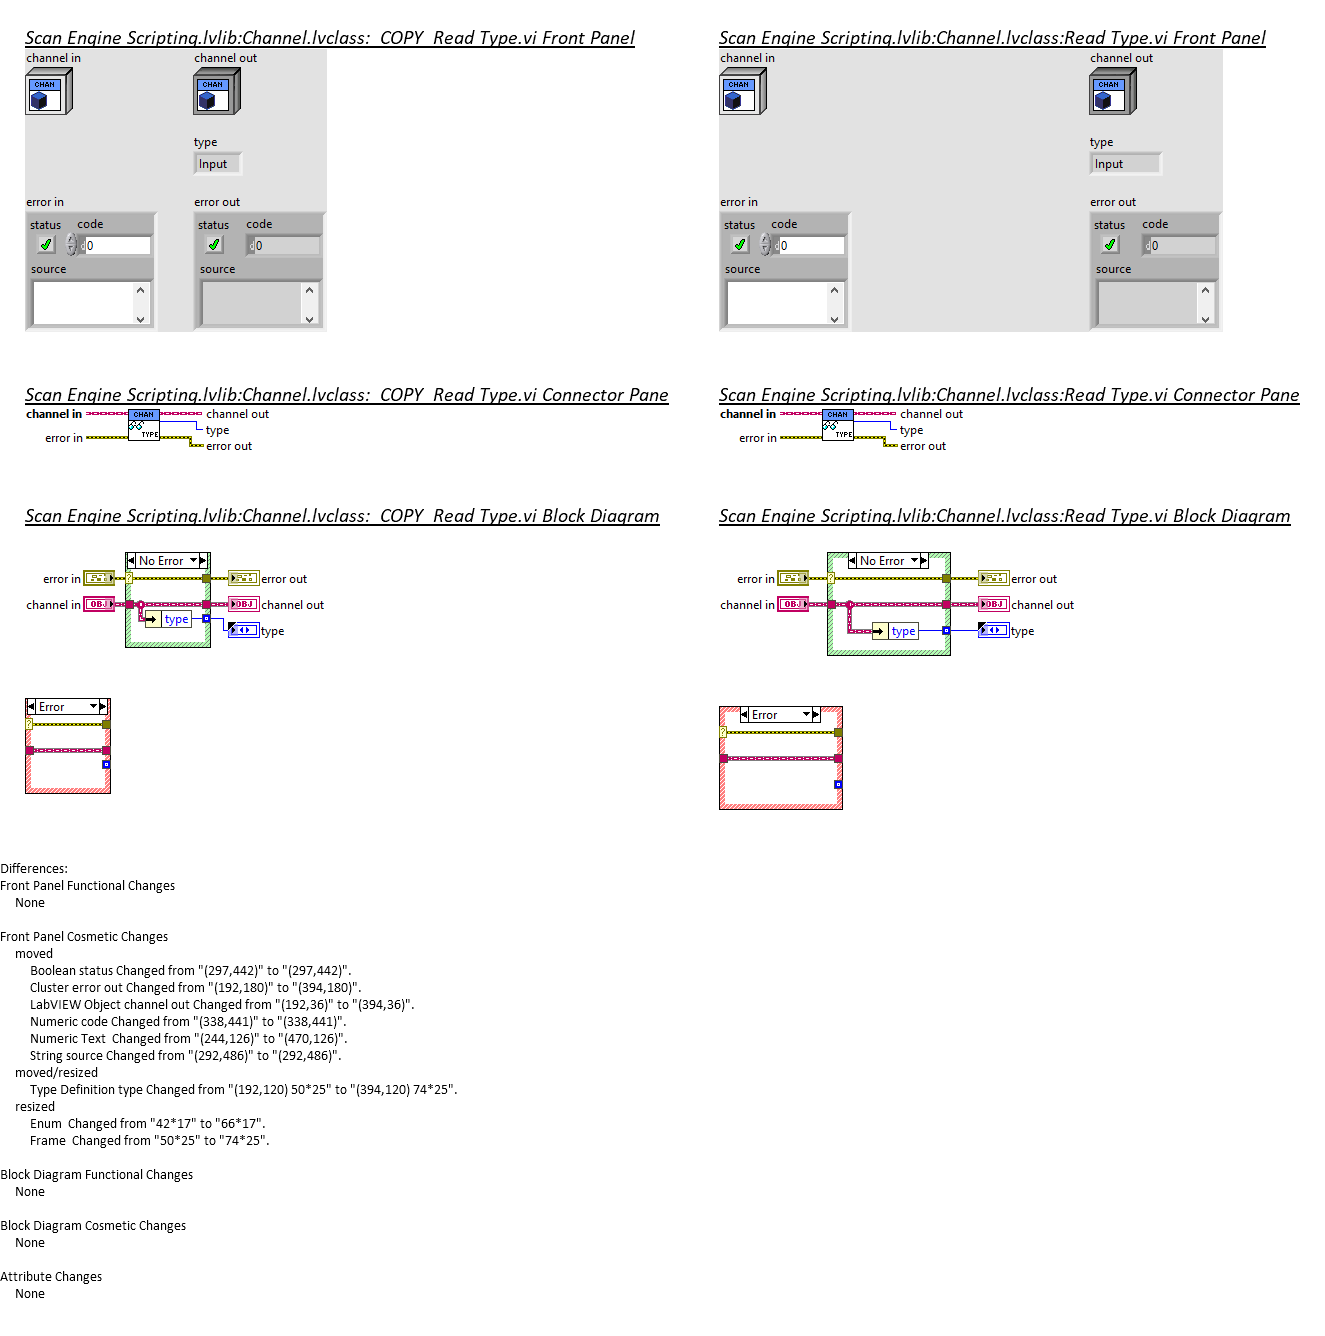 Scan Engine Scripting.lvlib:Channel.lvclass:_COPY_Read Type.vi Front Panel
channel in
channel out
CHAN
CHAN
type
Input
error in
error out
status
code
0
source
status
code
d
0
source
Scan Engine Scripting.lvlib:Channel.lvclass:Read Type.vi Front Panel
channel in
channel out
CHAN
CHAN
type
Input
error in
error out
status
code
0
source
status
code
d
0
source
Scan Engine Scripting.lvlib:Channel.lvclass:_COPY_Read Type.vi Connector Pane
channel in
CHAN
channel out
type
error in
TYPE
error out
Scan Engine Scripting.lvlib:Channel.lvclass:Read Type.vi Connector Pane
channel in
CHAN
channel out
type
error in
TYPE
error out
Scan Engine Scripting.lvlib:Channel.lvclass:_COPY_Read Type.vi Block Diagram
No Error
error in
?
error out
channel in
OBJ
OBJ
channel out
type
type
Error
?
Scan Engine Scripting.lvlib:Channel.lvclass:Read Type.vi Block Diagram
No Error
error in
?
error out
channel in
OBJ
OBJ
channel out
type
type
Error
?
Differences:
Front Panel Functional Changes
None
Front Panel Cosmetic Changes
moved
Boolean status Changed from "(297,442)" to "(297,442)".
Cluster error out Changed from "(192,180)" to "(394,180)".
LabVIEW Object channel out Changed from "(192,36)" to "(394,36)".
Numeric code Changed from "(338,441)" to "(338,441)".
Numeric Text  Changed from "(244,126)" to "(470,126)".
String source Changed from "(292,486)" to "(292,486)".
moved/resized
Type Definition type Changed from "(192,120) 50*25" to "(394,120) 74*25".
resized
Enum  Changed from "42*17" to "66*17".
Frame  Changed from "50*25" to "74*25".
Block Diagram Functional Changes
None
Block Diagram Cosmetic Changes
None
Attribute Changes
None